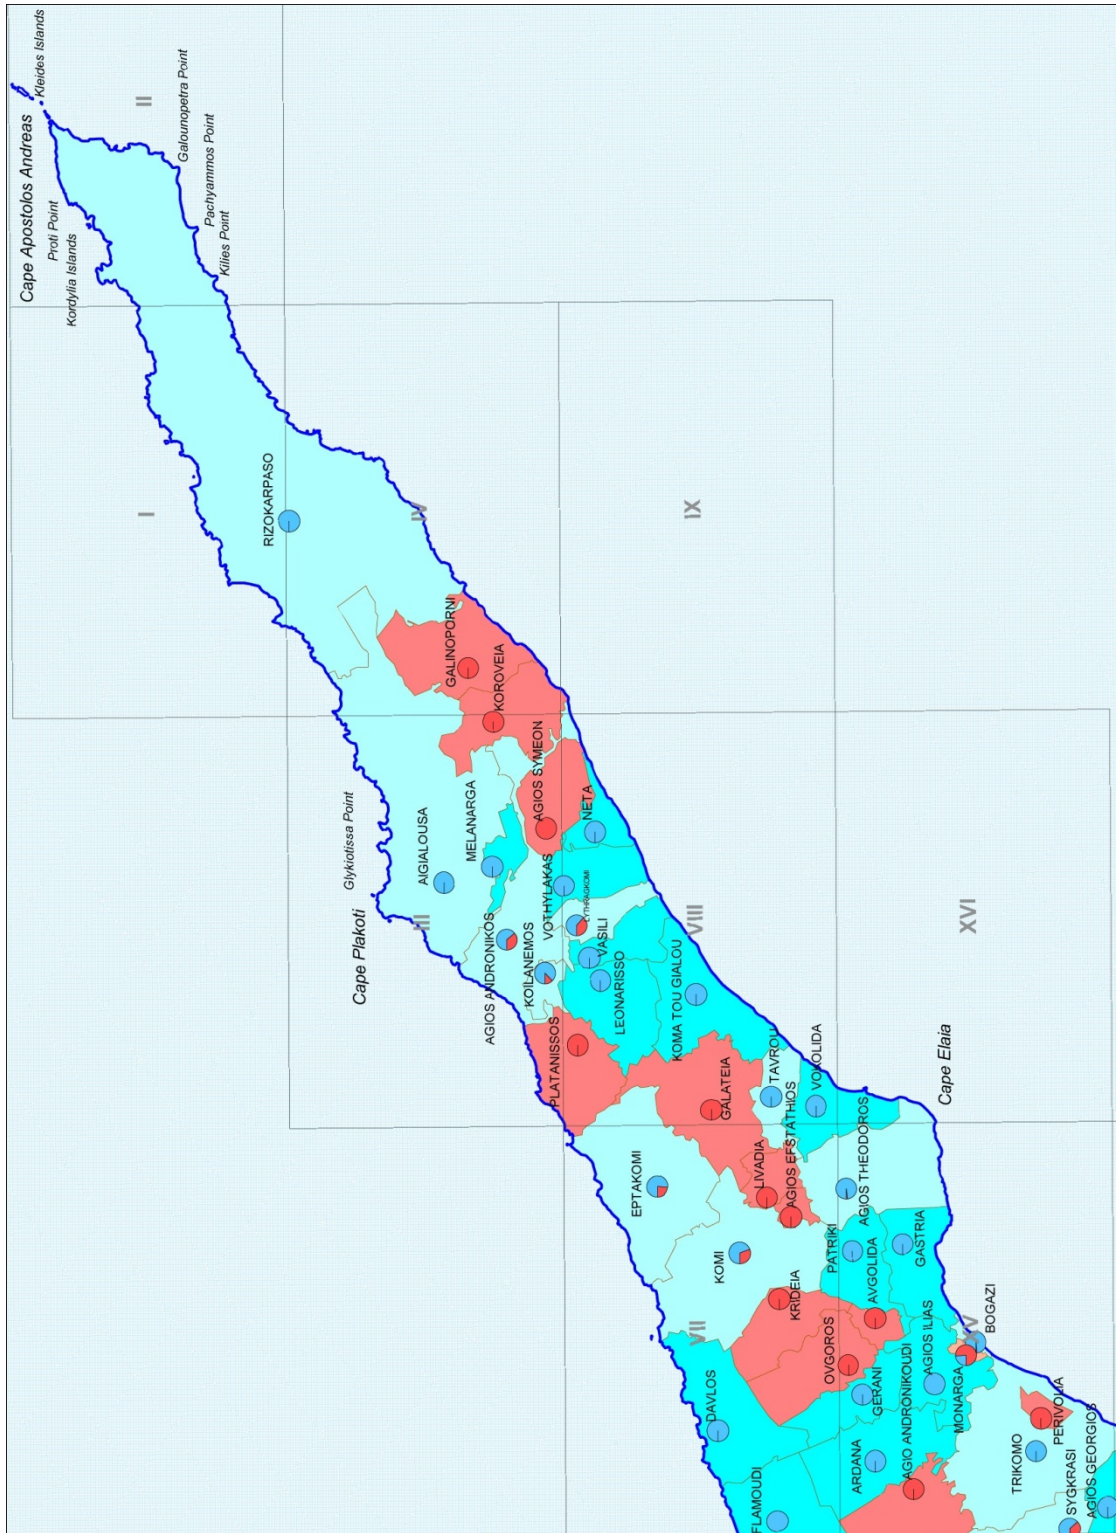 Kleides Islands
Cape Apostolos Andreas
II
Proti Point
Galounopetra Point
Kordylia Islands
Pachyammos Point
Kilies Point
I
RIZOKARPASO
IV
IX
GALINOPORNI
KOROVEIA
AGIOS SYMEON
NETA
Glykiotissa Point
MELANARGA
AIGIALOUSA
Cape Plakoti
III
VOTHYLAKAS
LYTHRAGKOMI
VIII
XVI
AGIOS ANDRONIKOS
KOILANEMOS
VASILI
LEONARISSO
KOMA TOU GIALOU
PLATANISSOS
GALATEIA
TAVROU
VOKOLIDA
Cape Elaia
EPTAKOMI
LIVADIA
AGIOS EFSTATHIOS
AGIOS THEODOROS
KOMI
PATRIKI
GASTRIA
KRIDEIA
AVGOLIDA
VII
OVGOROS
AGIOS ILIAS
XV
BOGAZI
DAVLOS
GERANI
MONARGA
ARDANA
AGIO ANDRONIKOUDI
PERIVOLIA
TRIKOMO
FLAMOUDI
SYGKRASI
AGIOS GEORGIOS